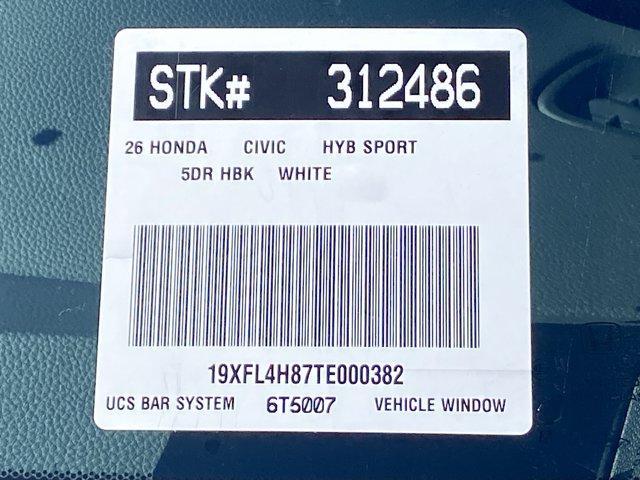 STK# 312486
26 HONDA CIVIC HYB SPORT
5DR HBK WHITE
19XFL4H87TE000382
UCS BAR SYSTEM 6T5007 VEHICLE WINDOW